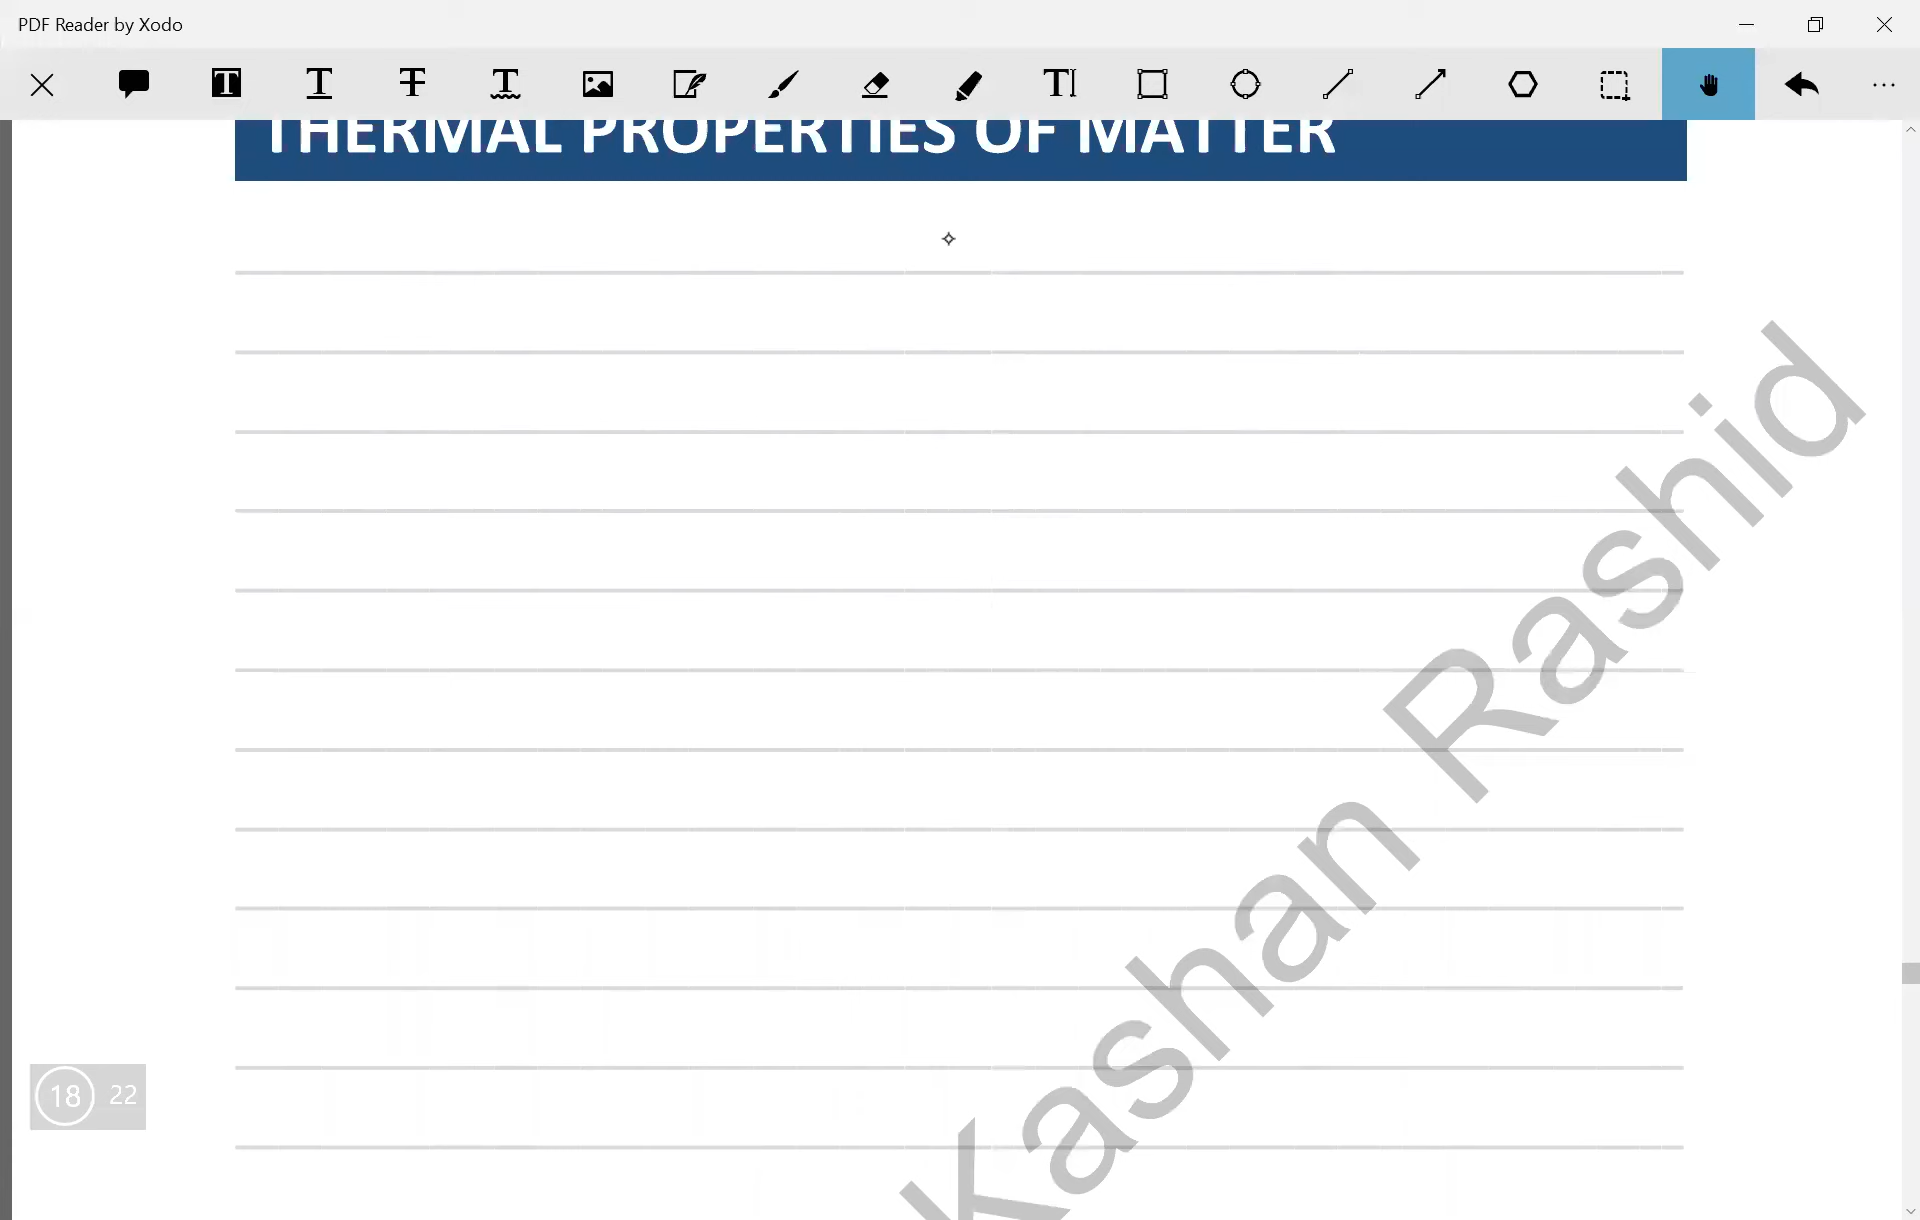 PDF Reader by Xodo
THERMAL PROPERTIES OF MATTER
Kashan Rashid
18 22